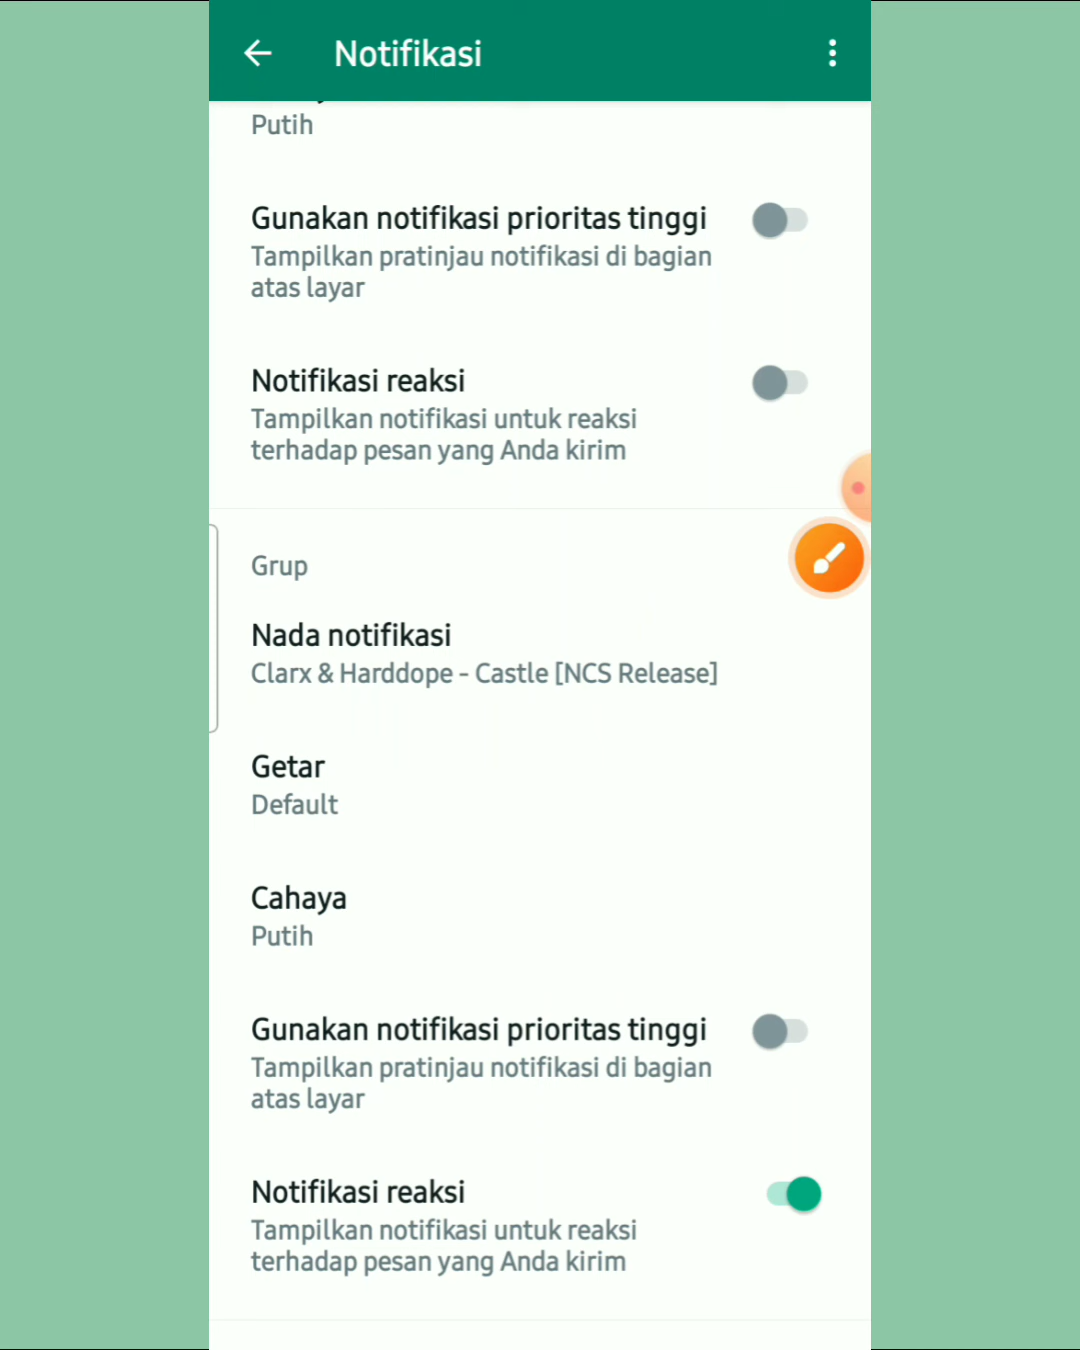 Notifikasi
Putih
Gunakan notifikasi prioritas tinggi
Tampilkan pratinjau notifikasi di bagian
atas layar
Notifikasi reaksi
Tampilkan notifikasi untuk reaksi
terhadap pesan yang Anda kirim
Grup
Nada notifikasi
Clarx & Harddope - Castle [NCS Release]
Getar
Default
Cahaya
Putih
Gunakan notifikasi prioritas tinggi
Tampilkan pratinjau notifikasi di bagian
atas layar
Notifikasi reaksi
Tampilkan notifikasi untuk reaksi
terhadap pesan yang Anda kirim